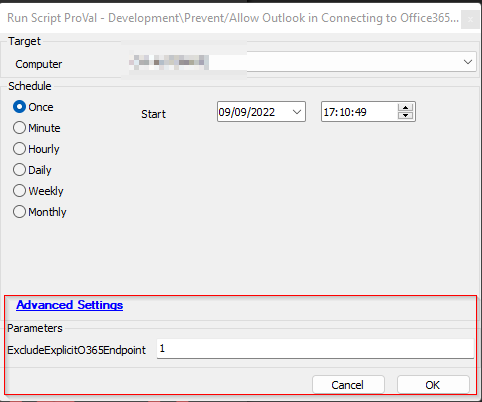 Run Script ProVal - Development\Prevent/Allow Outlook in Connecting to Office365...
Target
Computer
Schedule
Once
Start
09/09/2022
17:10:49
Minute
Hourly
Daily
Weekly
Monthly
Advanced Settings
Parameters
ExcludeExplicitO365Endpoint
1
Cancel
OK